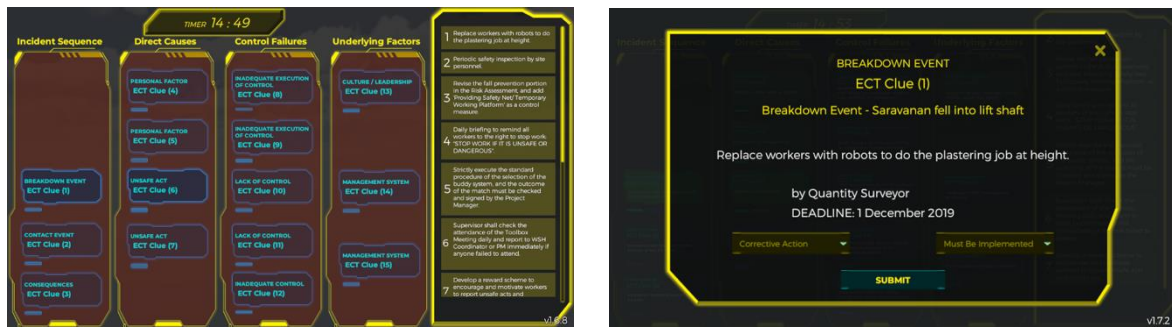 TIMER 14 : 49
Incident Sequence
Direct Causes
Control Failures
Underlying Factors
BREAKDOWN EVENT
ECT Clue (1)
CONTACT EVENT
ECT Clue (2)
CONSEQUENCES
ECT Clue (3)
PERSONAL FACTOR
ECT Clue (4)
PERSONAL FACTOR
ECT Clue (5)
UNSAFE ACT
ECT Clue (6)
UNSAFE ACT
ECT Clue (7)
INADEQUATE EXECUTION
OF CONTROL
ECT Clue (8)
INADEQUATE EXECUTION
OF CONTROL
ECT Clue (9)
LACK OF CONTROL
ECT Clue (10)
LACK OF CONTROL
ECT Clue (11)
INADEQUATE CONTROL
ECT Clue (12)
CULTURE / LEADERSHIP
ECT Clue (13)
MANAGEMENT SYSTEM
ECT Clue (14)
MANAGEMENT SYSTEM
ECT Clue (15)
1 Replace workers with robots to do
the plastering job at height.
2 Periodic safety inspection by site
personnel.
3 Revise the fall prevention portion
in the Risk Assessment, and add
'Providing Safety Net/ Temporary
Working Platform' as a control
measure.
4 Daily briefing to remind all
workers to the right to stop work.
"STOP WORK IF IT IS UNSAFE OR
DANGEROUS".
5 Strictly execute the standard
procedure of the selection of the
buddy system, and the outcome
of the match must be checked
and signed by the Project
Manager.
6 Supervisor shall check the
attendance of the Toolbox
Meeting daily and report to WSH
Coordinator or PM immediately if
anyone failed to attend.
7 Develop a reward scheme to
encourage and motivate workers
to report unsafe acts and
v1.6.8
X
BREAKDOWN EVENT
ECT Clue (1)
Breakdown Event - Saravanan fell into lift shaft
Replace workers with robots to do the plastering job at height.
by Quantity Surveyor
DEADLINE: 1 December 2019
Corrective Action
Must Be Implemented
SUBMIT
v1.7.2